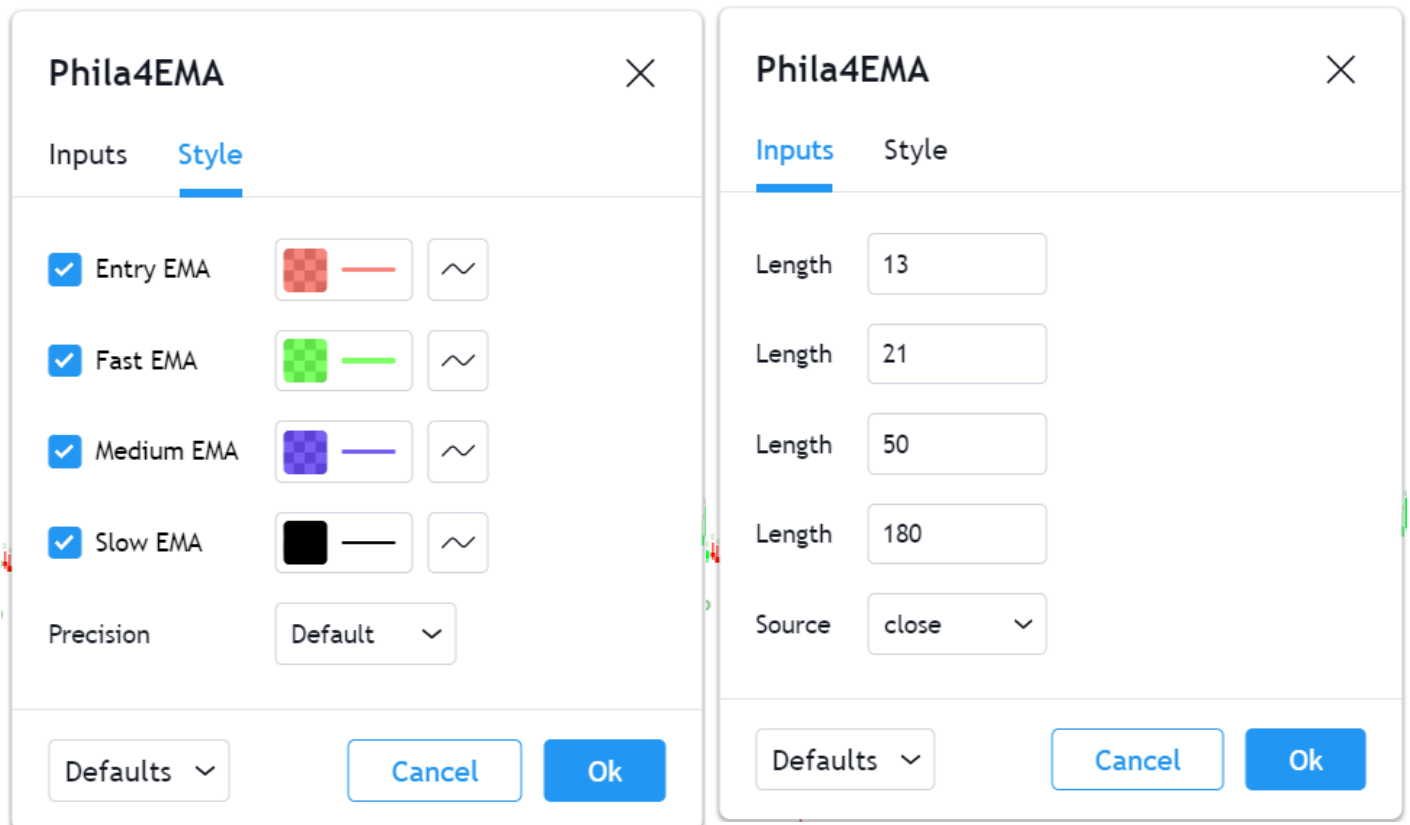 Phila4EMA
Inputs Style
Entry EMA
Fast EMA
Medium EMA
Slow EMA
Precision Default
Defaults Cancel Ok
Phila4EMA
Inputs Style
Length 13
Length 21
Length 50
Length 180
Source close
Defaults Cancel Ok